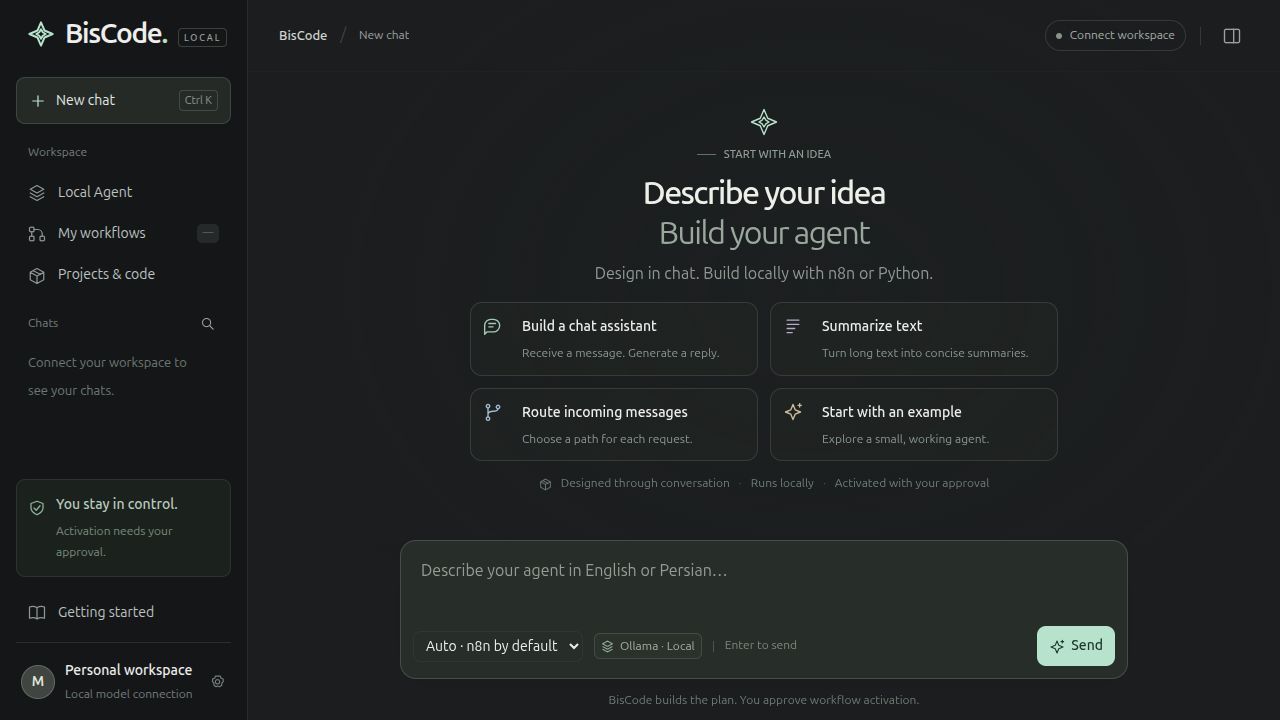 BisCode. LOCAL
New chat Ctrl K
Workspace
Local Agent
My workflows —
Projects & code
Chats
Connect your workspace to
see your chats.
You stay in control.
Activation needs your
approval.
Getting started
M Personal workspace
Local model connection
BisCode / New chat
Connect workspace
START WITH AN IDEA
Describe your idea
Build your agent
Design in chat. Build locally with n8n or Python.
Build a chat assistant
Receive a message. Generate a reply.
Summarize text
Turn long text into concise summaries.
Route incoming messages
Choose a path for each request.
Start with an example
Explore a small, working agent.
Designed through conversation · Runs locally · Activated with your approval
Describe your agent in English or Persian…
Auto · n8n by default Ollama · Local | Enter to send Send
BisCode builds the plan. You approve workflow activation.